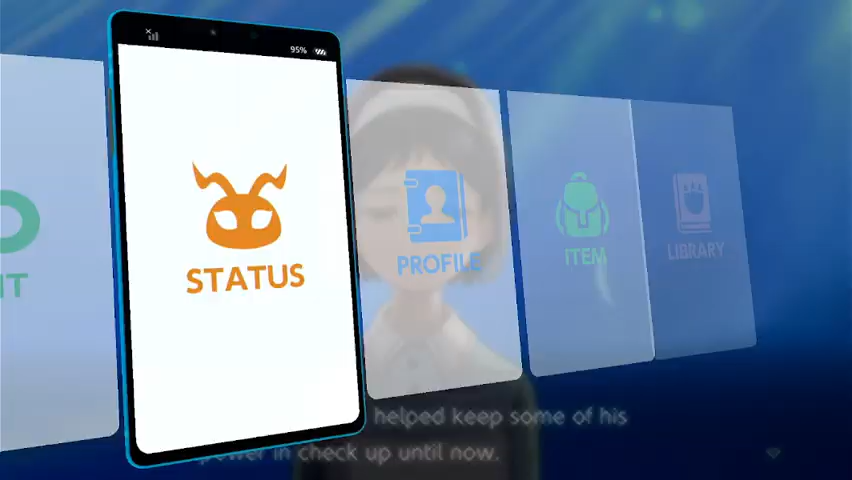 95%
STATUS
PROFILE
ITEM
LIBRARY
helped keep some of his
power in check up until now.